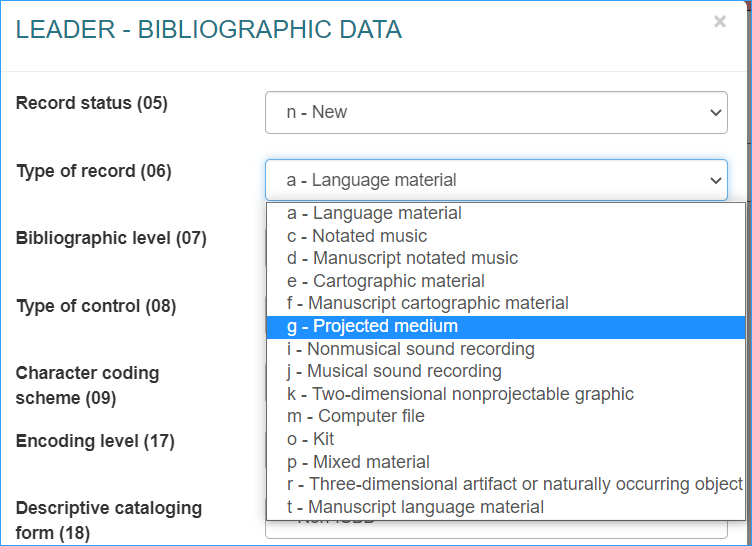 LEADER - BIBLIOGRAPHIC DATA
×
Record status (05)
n - New
Type of record (06)
a - Language material
a - Language material
c - Notated music
Bibliographic level (07)
d - Manuscript notated music
e - Cartographic material
Type of control (08)
f - Manuscript cartographic material
g - Projected medium
i - Nonmusical sound recording
Character coding
scheme (09)
j - Musical sound recording
k - Two-dimensional nonprojectable graphic
m - Computer file
Encoding level (17)
o - Kit
p - Mixed material
r - Three-dimensional artifact or naturally occurring object
Descriptive cataloging
form (18)
t - Manuscript language material